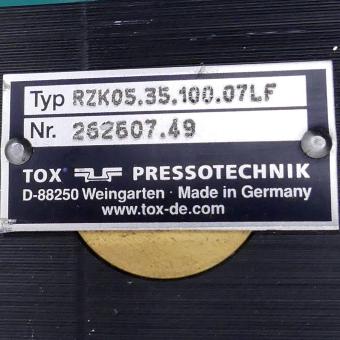 Typ RZK05.35.100.07LF
Nr. 262607.49
TOX PRESSOTECHNIK
D-88250 Weingarten · Made in Germany
www.tox-de.com